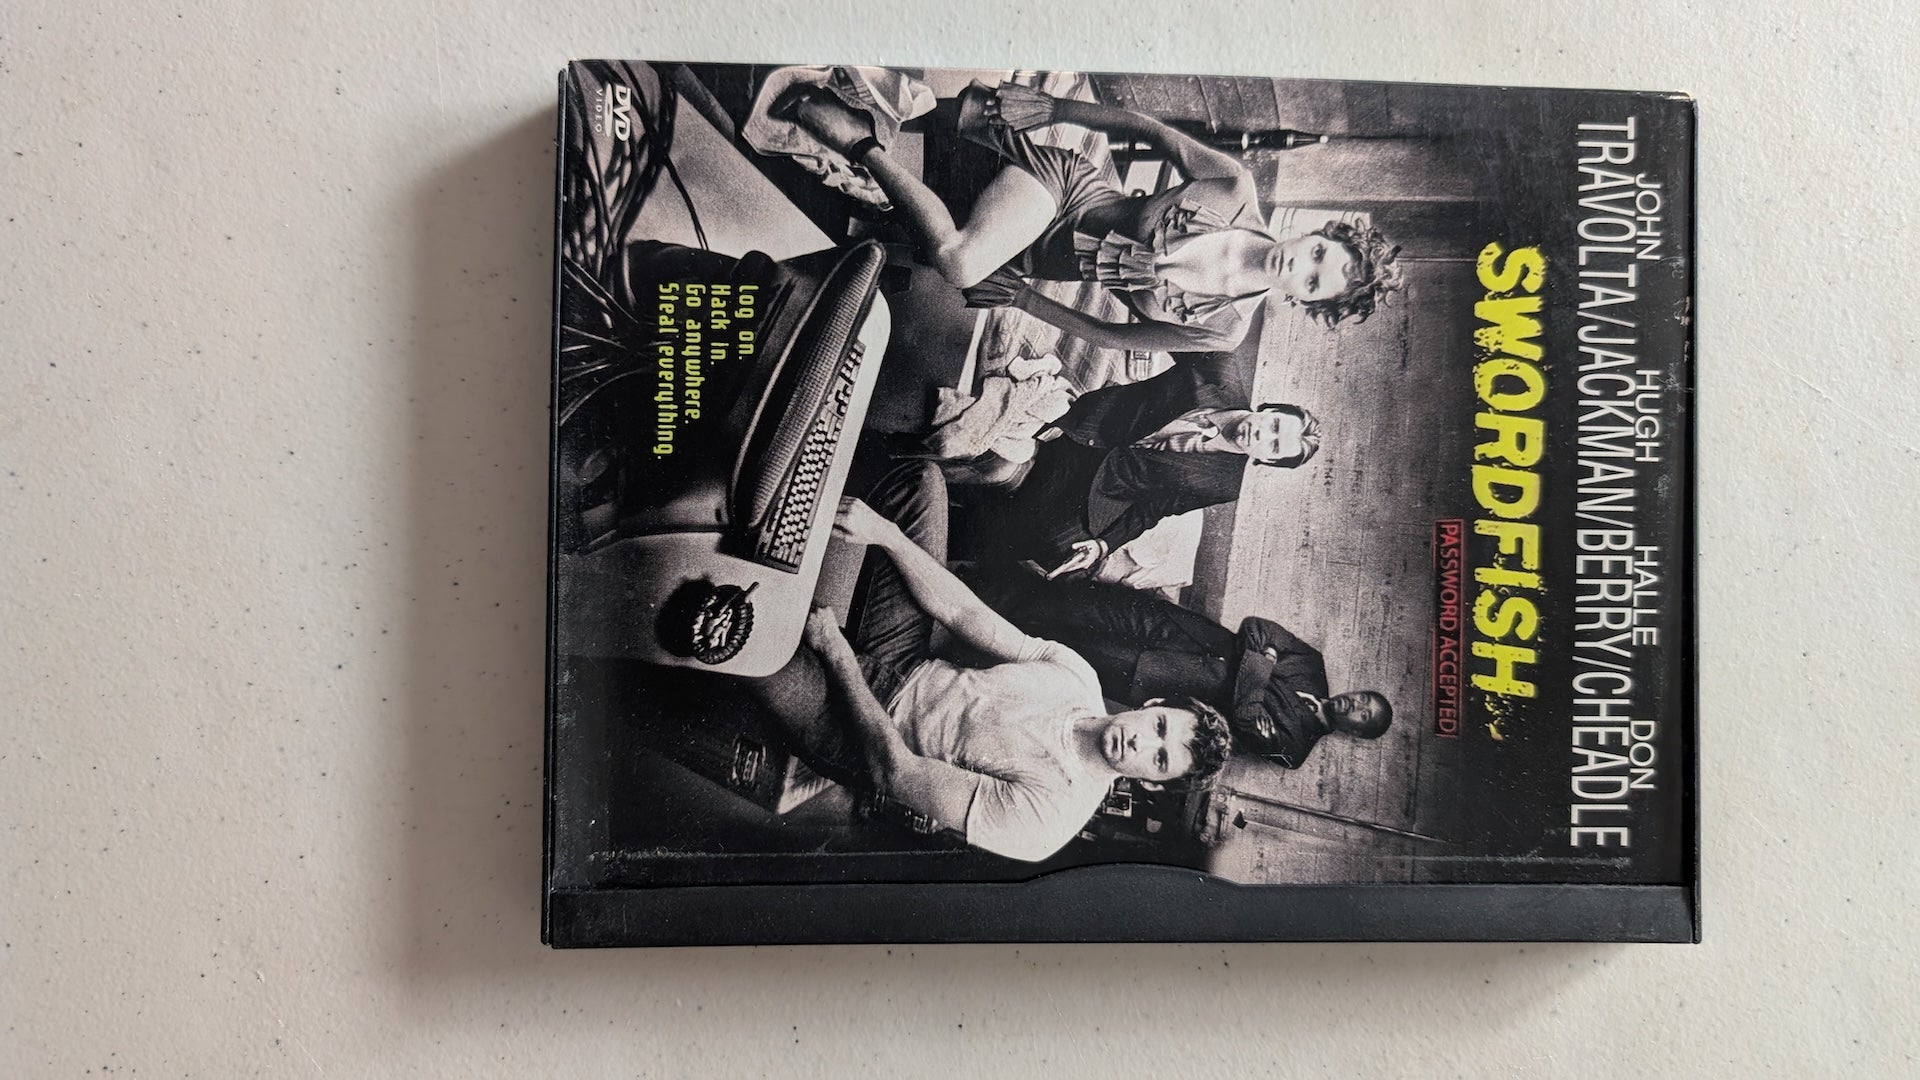 JOHN HUGH HALLE DON
TRAVOLTA/JACKMAN/BERRY/CHEADLE
SWORDFISH
PASSWORD ACCEPTED
Log on.
Hack in.
Go anywhere.
Steal everything.
DVD
VIDEO